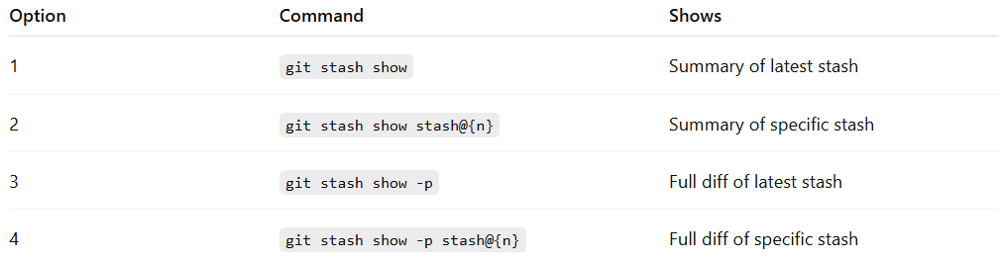 Option Command Shows
1 git stash show Summary of latest stash
2 git stash show stash@{n} Summary of specific stash
3 git stash show -p Full diff of latest stash
4 git stash show -p stash@{n} Full diff of specific stash